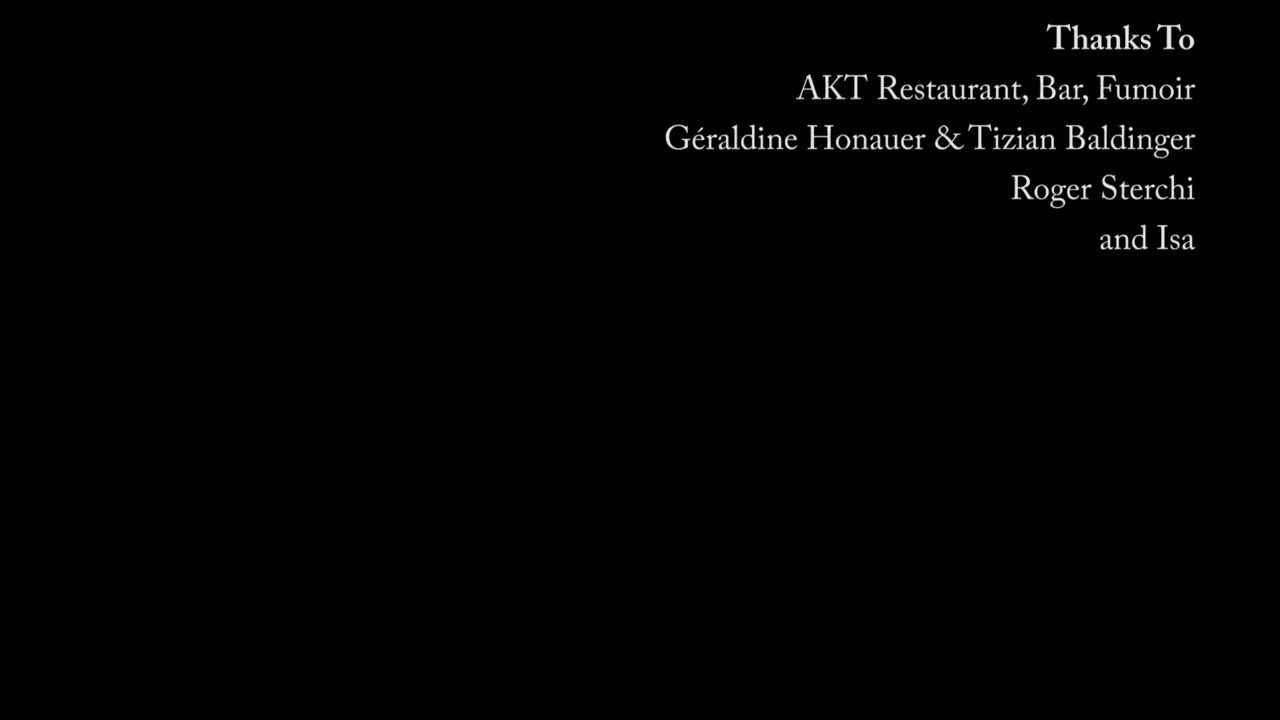 Thanks To
AKT Restaurant, Bar, Fumoir
Géraldine Honauer & Tizian Baldinger
Roger Sterchi
and Isa